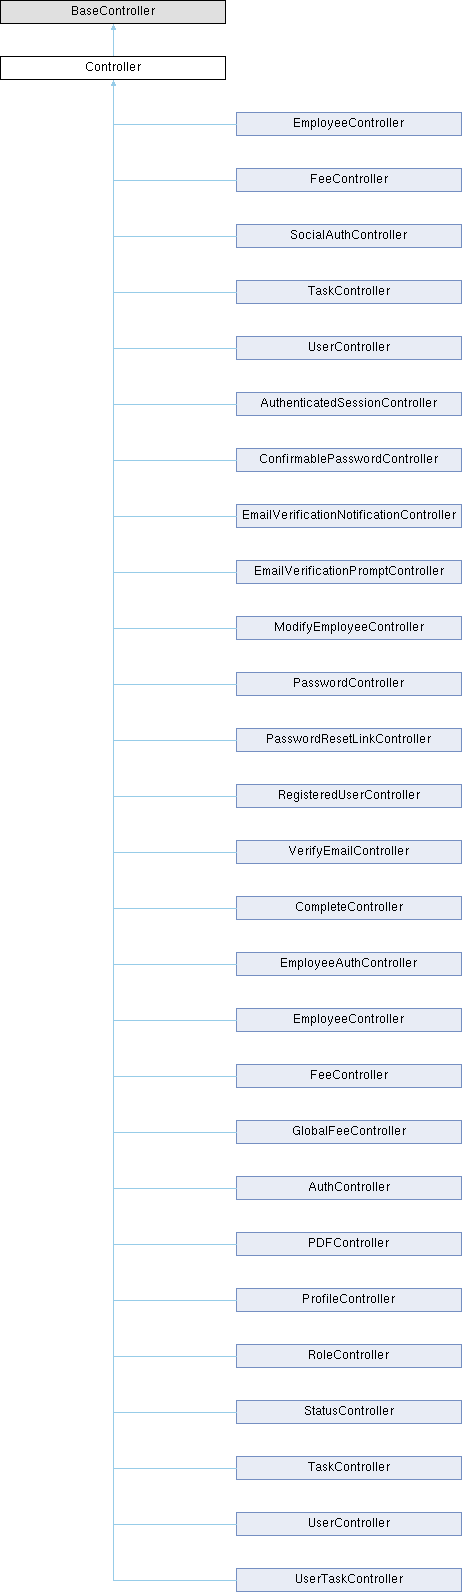 BaseController
Controller
EmployeeController
FeeController
SocialAuthController
TaskController
UserController
AuthenticatedSessionController
ConfirmablePasswordController
EmailVerificationNotificationController
EmailVerificationPromptController
ModifyEmployeeController
PasswordController
PasswordResetLinkController
RegisteredUserController
VerifyEmailController
CompleteController
EmployeeAuthController
EmployeeController
FeeController
GlobalFeeController
AuthController
PDFController
ProfileController
RoleController
StatusController
TaskController
UserController
UserTaskController